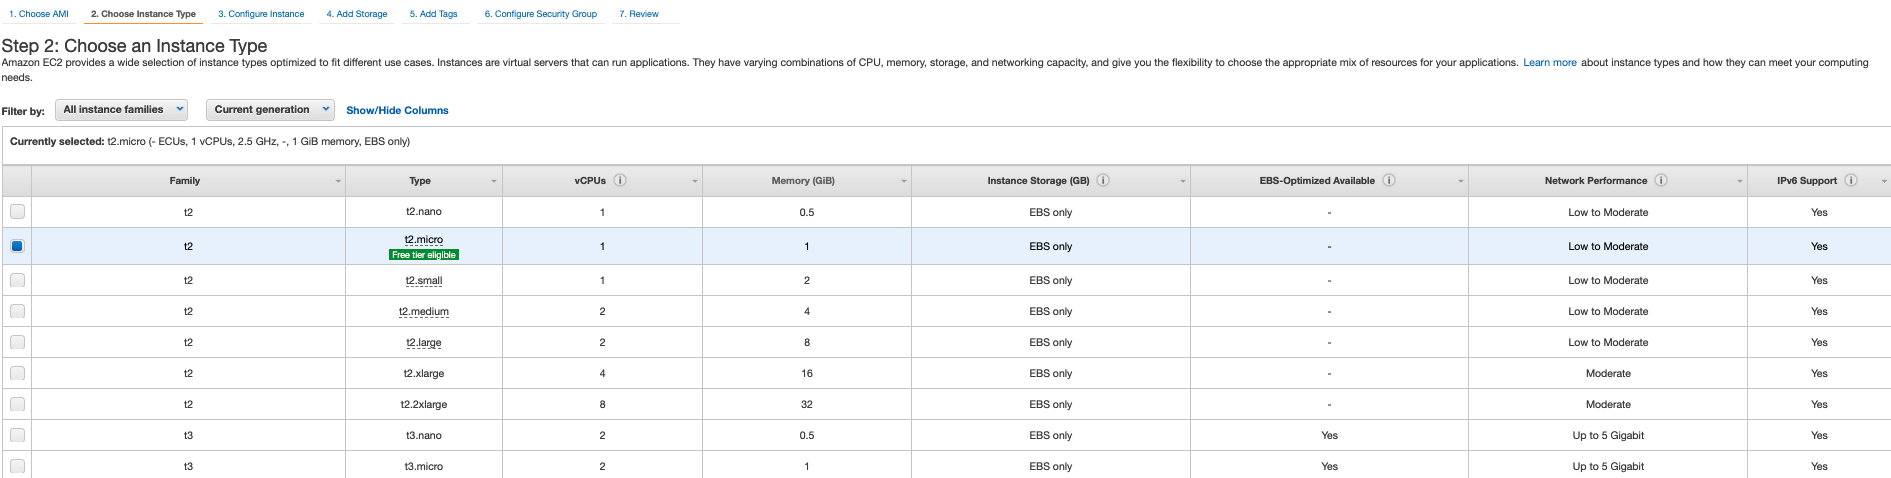 1. Choose AMI 2. Choose Instance Type 3. Configure Instance 4. Add Storage 5. Add Tags 6. Configure Security Group 7. Review
Step 2: Choose an Instance Type
Amazon EC2 provides a wide selection of instance types optimized to fit different use cases. Instances are virtual servers that can run applications. They have varying combinations of CPU, memory, storage, and networking capacity, and give you the flexibility to choose the appropriate mix of resources for your applications. Learn more about instance types and how they can meet your computing
needs.
Filter by: All instance families Current generation Show/Hide Columns
Currently selected: t2.micro (- ECUs, 1 vCPUs, 2.5 GHz, -, 1 GiB memory, EBS only)
Family Type vCPUs i Memory (GiB) Instance Storage (GB) i EBS-Optimized Available i Network Performance i IPv6 Support i
t2 t2.nano 1 0.5 EBS only - Low to Moderate Yes
t2 t2.micro 1 1 EBS only - Low to Moderate Yes
Free tier eligible
t2 t2.small 1 2 EBS only - Low to Moderate Yes
t2 t2.medium 2 4 EBS only - Low to Moderate Yes
t2 t2.large 2 8 EBS only - Low to Moderate Yes
t2 t2.xlarge 4 16 EBS only - Moderate Yes
t2 t2.2xlarge 8 32 EBS only - Moderate Yes
t3 t3.nano 2 0.5 EBS only Yes Up to 5 Gigabit Yes
t3 t3.micro 2 1 EBS only Yes Up to 5 Gigabit Yes